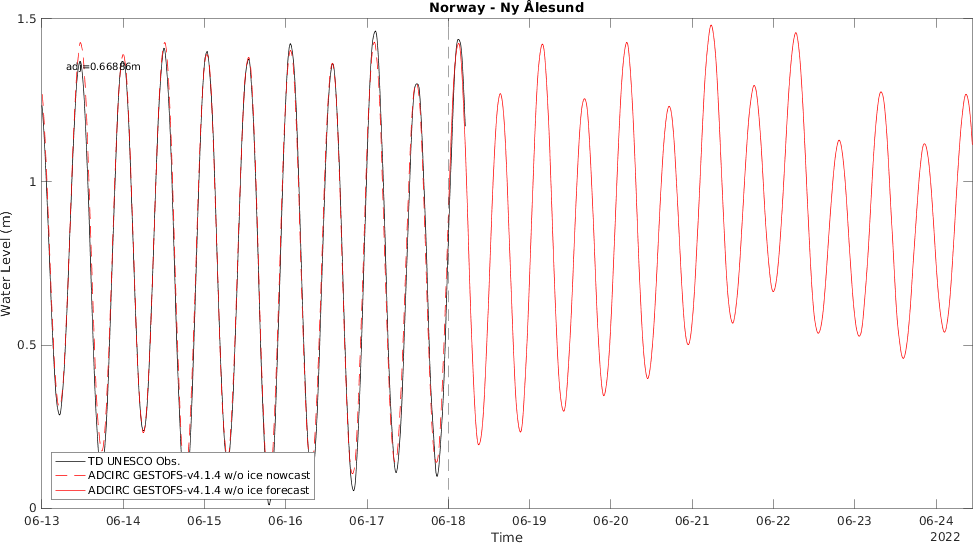 Norway - Ny Ålesund
1.5
adj=0.66886m
1
Water Level (m)
0.5
TD UNESCO Obs.
ADCIRC GESTOFS-v4.1.4 w/o ice nowcast
ADCIRC GESTOFS-v4.1.4 w/o ice forecast
0
06-13 06-14 06-15 06-16 06-17 06-18 06-19 06-20 06-21 06-22 06-23 06-24
Time
2022